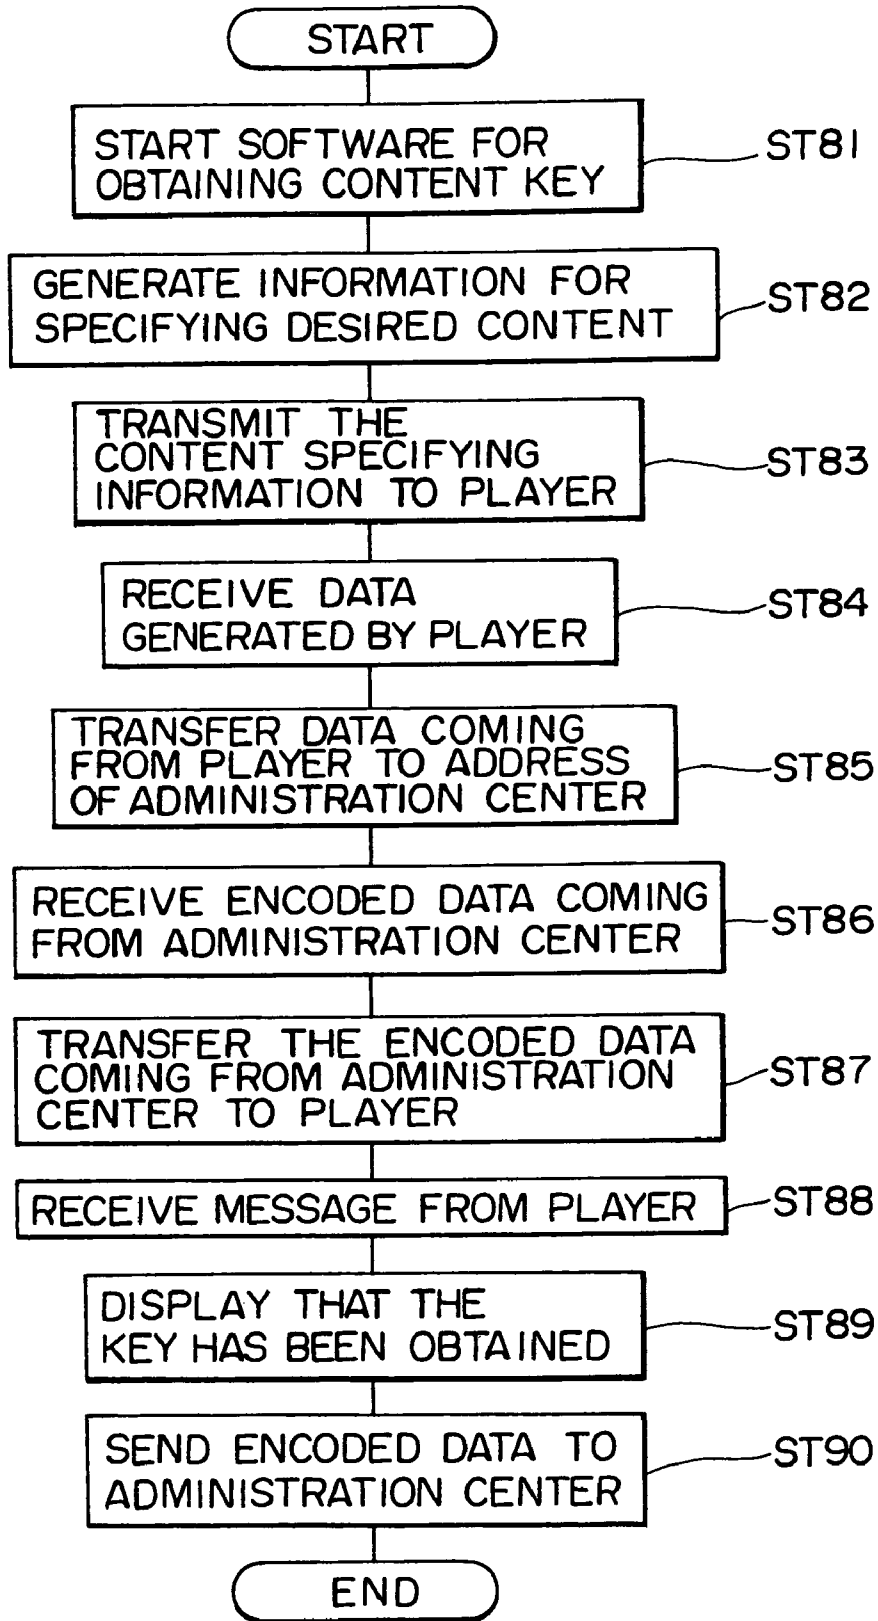 START
START SOFTWARE FOR
OBTAINING CONTENT KEY
ST81
GENERATE INFORMATION FOR
SPECIFYING DESIRED CONTENT
ST82
TRANSMIT THE
CONTENT SPECIFYING
INFORMATION TO PLAYER
ST83
RECEIVE DATA
GENERATED BY PLAYER
ST84
TRANSFER DATA COMING
FROM PLAYER TO ADDRESS
OF ADMINISTRATION CENTER
ST85
RECEIVE ENCODED DATA COMING
FROM ADMINISTRATION CENTER
ST86
TRANSFER THE ENCODED DATA
COMING FROM ADMINISTRATION
CENTER TO PLAYER
ST87
RECEIVE MESSAGE FROM PLAYER
ST88
DISPLAY THAT THE
KEY HAS BEEN OBTAINED
ST89
SEND ENCODED DATA TO
ADMINISTRATION CENTER
ST90
END